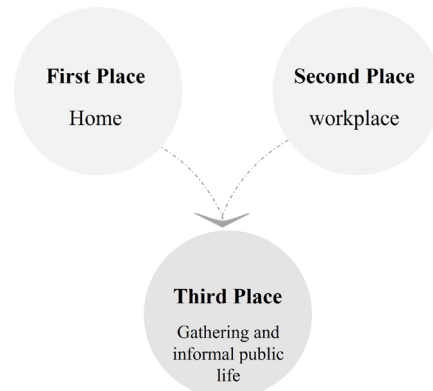 First Place
Home
Second Place
workplace
Third Place
Gathering and
informal public
life